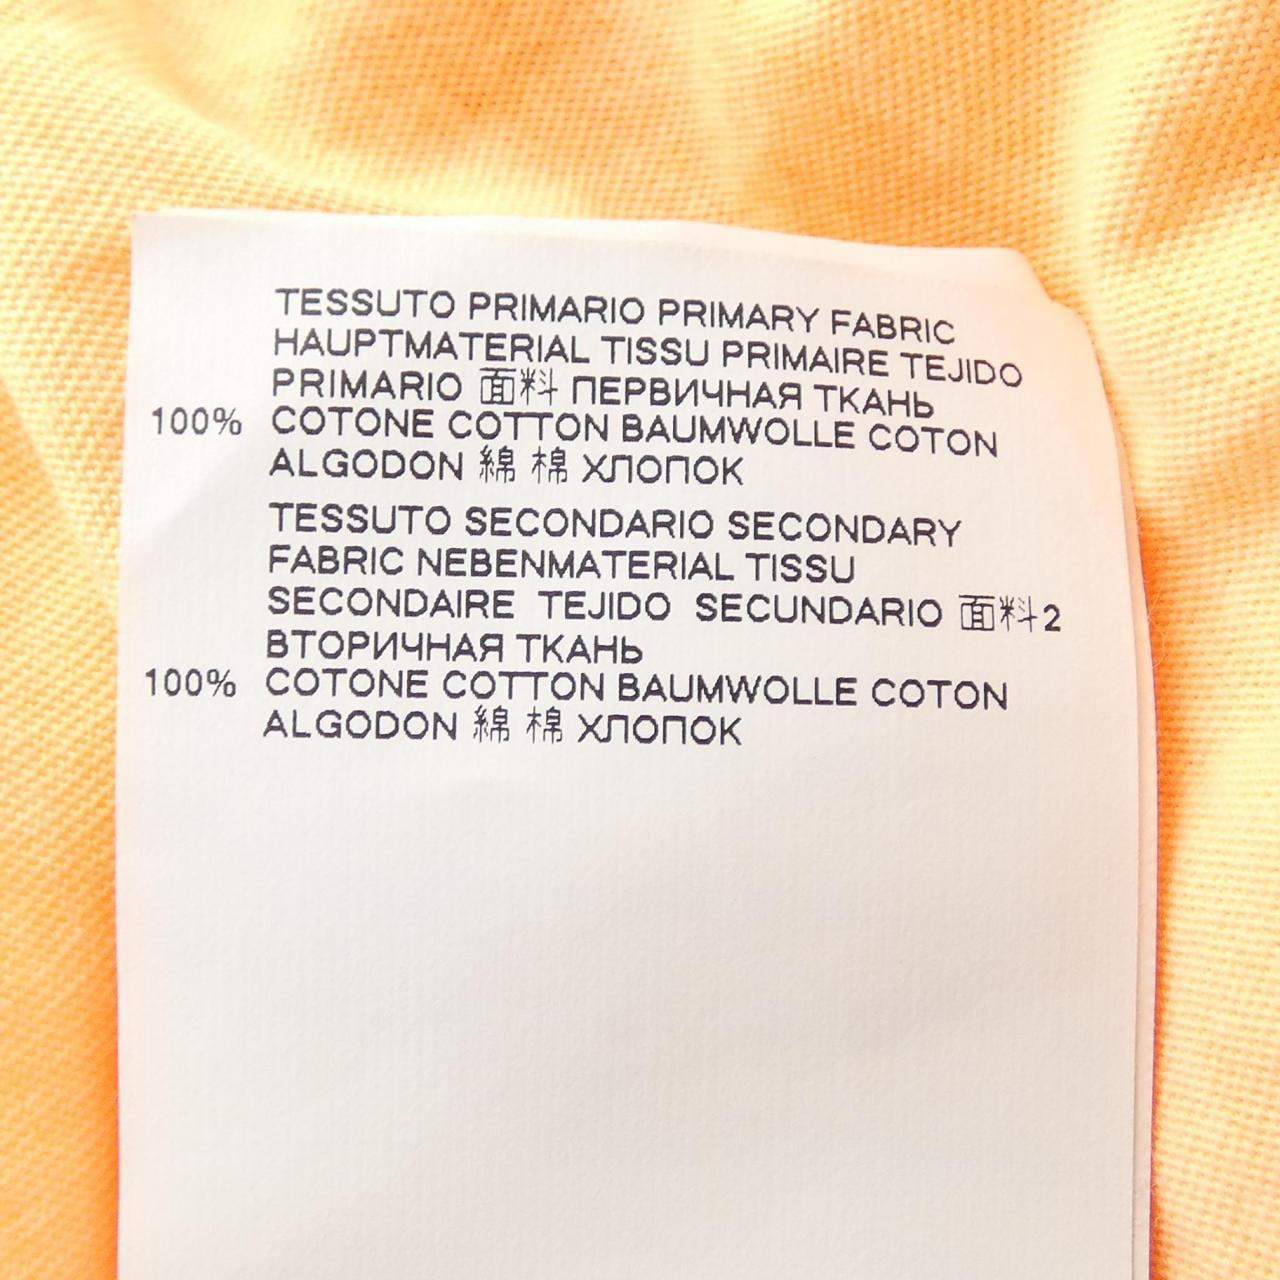 TESSUTO PRIMARIO PRIMARY FABRIC
HAUPTMATERIAL TISSU PRIMAIRE TEJIDO
PRIMARIO 面料 ПЕРВИЧНАЯ ТКАНЬ
100% COTONE COTTON BAUMWOLLE COTON
ALGODON 綿 棉 ХЛОПОК
TESSUTO SECONDARIO SECONDARY
FABRIC NEBENMATERIAL TISSU
SECONDAIRE TEJIDO SECUNDARIO 面料2
ВТОРИЧНАЯ ТКАНЬ
100% COTONE COTTON BAUMWOLLE COTON
ALGODON 綿 棉 ХЛОПОК